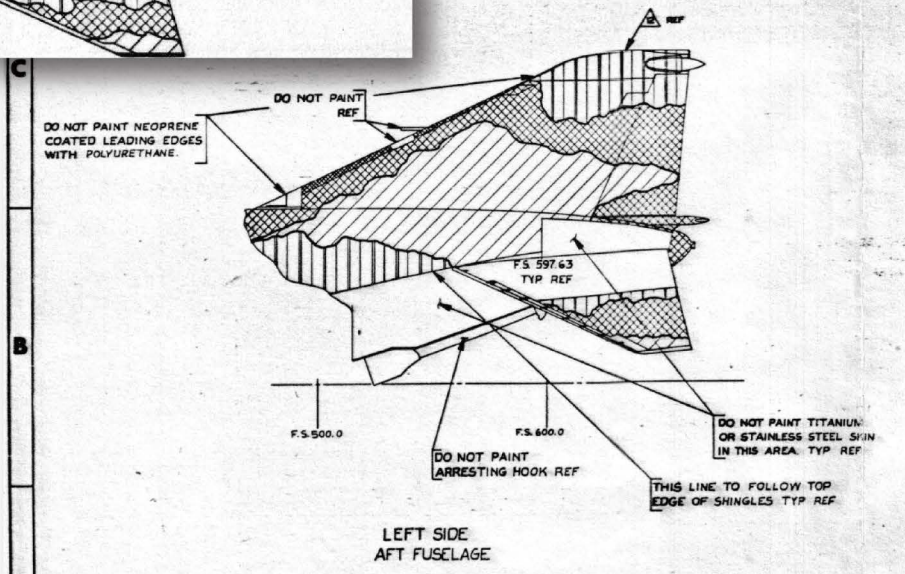 C
REF
DO NOT PAINT
REF
DO NOT PAINT NEOPRENE
COATED LEADING EDGES
WITH POLYURETHANE.
F.S. 597.63
TYP REF
B
F.S. 500.0
F.S. 600.0
DO NOT PAINT TITANIUM
OR STAINLESS STEEL SKIN
IN THIS AREA. TYP REF
DO NOT PAINT
ARRESTING HOOK REF
THIS LINE TO FOLLOW TOP
EDGE OF SHINGLES TYP REF
LEFT SIDE
AFT FUSELAGE